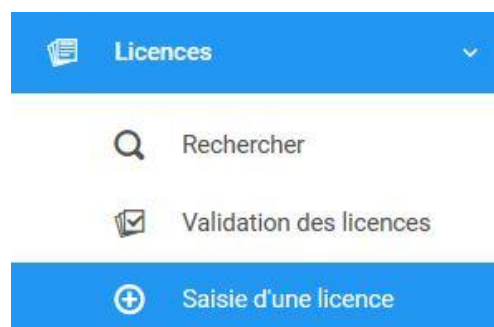 Licences
Rechercher
Validation des licences
Saisie d'une licence